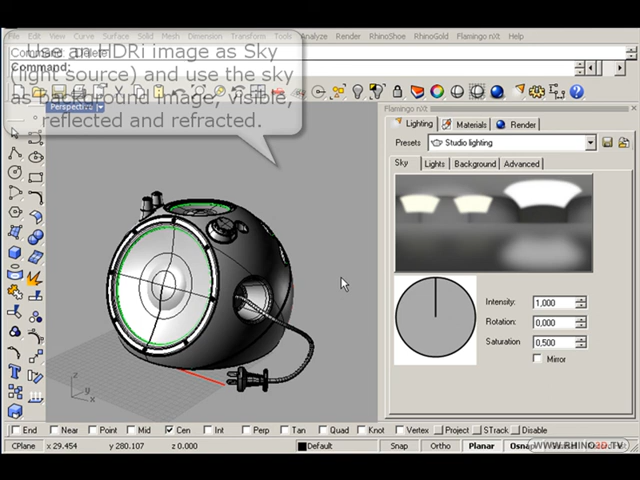 File Edit View Curve Surface Solid Mesh Dimension Transform Tools Analyze Render RhinoShoe RhinoGold Flamingo nXt Help
Command: _Delete
Command:
Use an HDRi image as Sky
(light source) and use the sky
as background image, visible,
reflected and refracted.
Perspective
Flamingo nXt
Lighting Materials Render
Presets Studio lighting
Sky Lights Background Advanced
Intensity: 1,000
Rotation: 0,000
Saturation 0,500
Mirror
z
y
x
End Near Point Mid Cen Int Perp Tan Quad Knot Vertex Project STrack Disable
CPlane x 29.454 y 280.107 z 0.000 Default Snap Ortho Planar Osnap
WWW.RHINO3D.TV